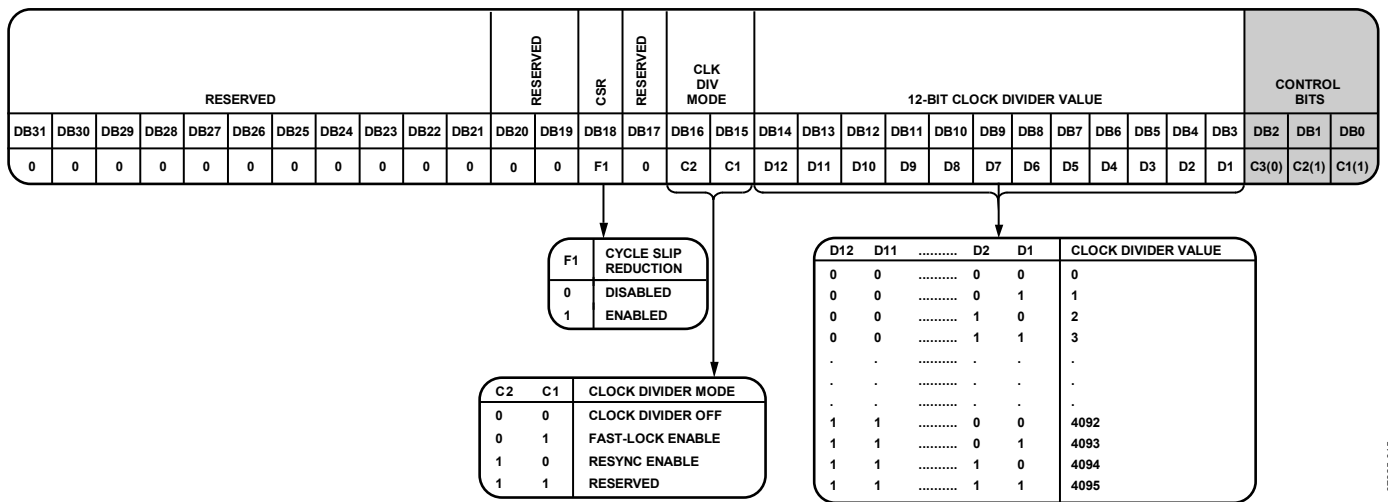 RESERVED
RESERVED
CSR
RESERVED
CLK
DIV
MODE
12-BIT CLOCK DIVIDER VALUE
CONTROL
BITS
DB31 DB30 DB29 DB28 DB27 DB26 DB25 DB24 DB23 DB22 DB21 DB20 DB19 DB18 DB17 DB16 DB15 DB14 DB13 DB12 DB11 DB10 DB9 DB8 DB7 DB6 DB5 DB4 DB3 DB2 DB1 DB0
0 0 0 0 0 0 0 0 0 0 0 0 0 F1 0 C2 C1 D12 D11 D10 D9 D8 D7 D6 D5 D4 D3 D2 D1 C3(0) C2(1) C1(1)
F1 CYCLE SLIP
REDUCTION
0 DISABLED
1 ENABLED
C2 C1 CLOCK DIVIDER MODE
0 0 CLOCK DIVIDER OFF
0 1 FAST-LOCK ENABLE
1 0 RESYNC ENABLE
1 1 RESERVED
D12 D11 .......... D2 D1 CLOCK DIVIDER VALUE
0 0 .......... 0 0 0
0 0 .......... 0 1 1
0 0 .......... 1 0 2
0 0 .......... 1 1 3
. . .......... . . .
. . .......... . . .
. . .......... . . .
1 1 .......... 0 0 4092
1 1 .......... 0 1 4093
1 1 .......... 1 0 4094
1 1 .......... 1 1 4095